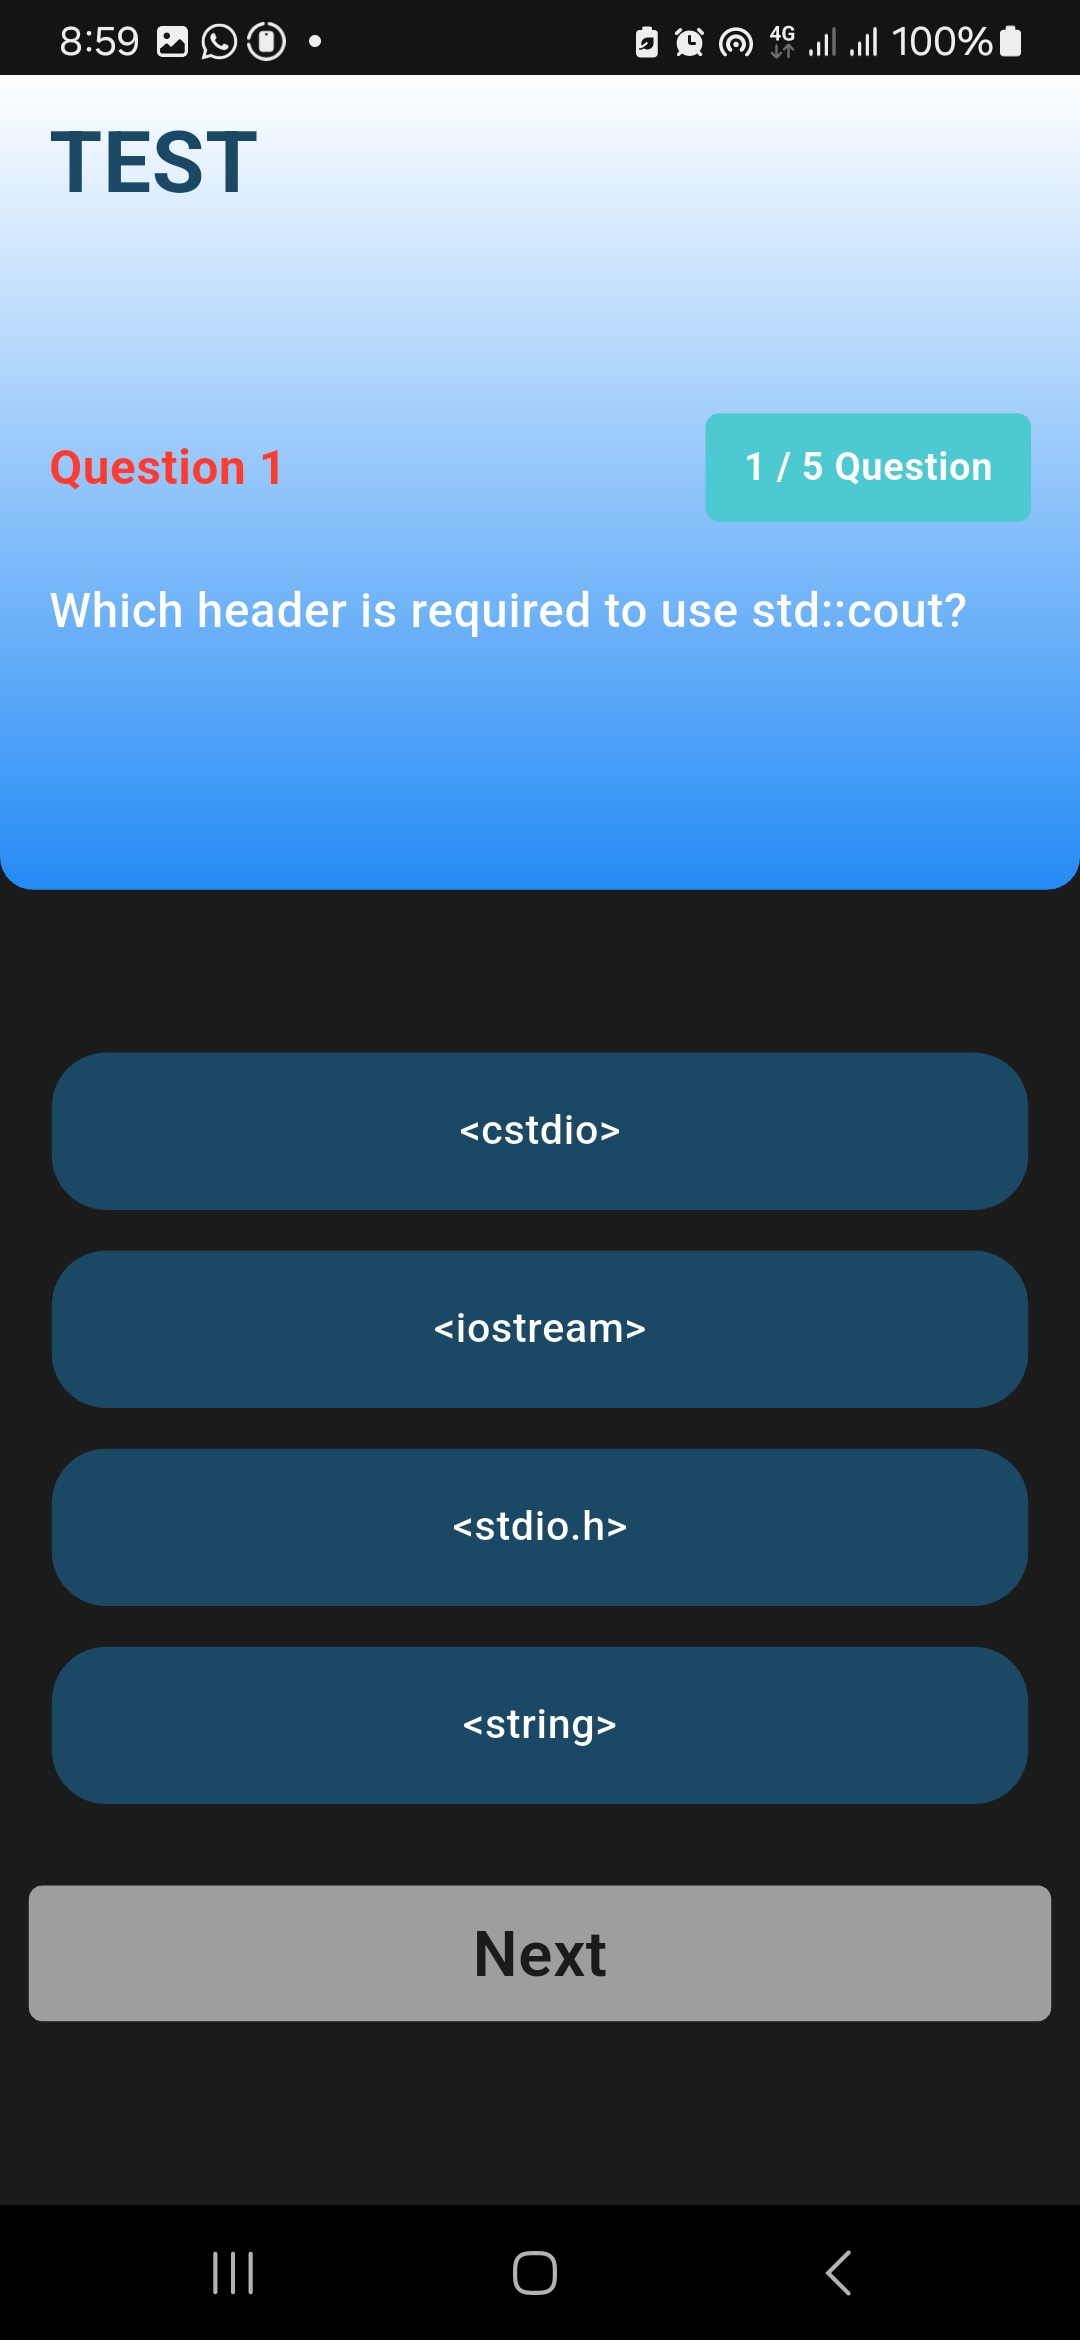 8:59 4G 100%
TEST
Question 1
1 / 5 Question
Which header is required to use std::cout?
<cstdio>
<iostream>
<stdio.h>
<string>
Next